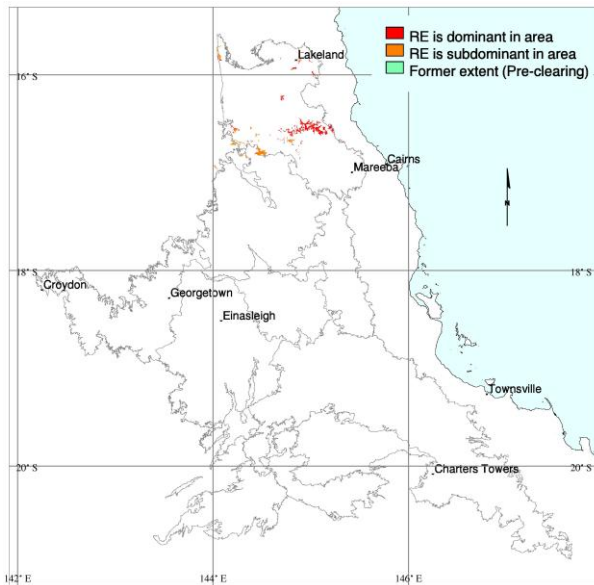 RE is dominant in area
RE is subdominant in area
Former extent (Pre-clearing)
Lakeland
16° S
Cairns
Mareeba
N
18° S
18° S
Croydon
Georgetown
Einasleigh
Townsville
20° S
20° S
Charters Towers
142° E
144° E
146° E